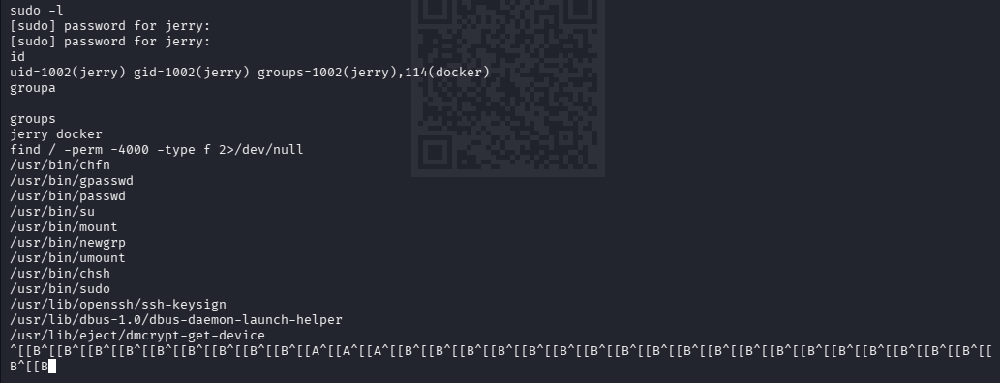 sudo -l
[sudo] password for jerry:
[sudo] password for jerry:
id
uid=1002(jerry) gid=1002(jerry) groups=1002(jerry),114(docker)
groupa
groups
jerry docker
find / -perm -4000 -type f 2>/dev/null
/usr/bin/chfn
/usr/bin/gpasswd
/usr/bin/passwd
/usr/bin/su
/usr/bin/mount
/usr/bin/newgrp
/usr/bin/umount
/usr/bin/chsh
/usr/bin/sudo
/usr/lib/openssh/ssh-keysign
/usr/lib/dbus-1.0/dbus-daemon-launch-helper
/usr/lib/eject/dmcrypt-get-device
^[[B^[[B^[[B^[[B^[[B^[[B^[[B^[[B^[[B^[[A^[[A^[[A^[[B^[[B^[[B^[[B^[[B^[[B^[[B^[[B^[[B^[[B^[[B^[[B^[[B^[[B^[[B^[[B^[[B^[[B^[[B^[[
B^[[B